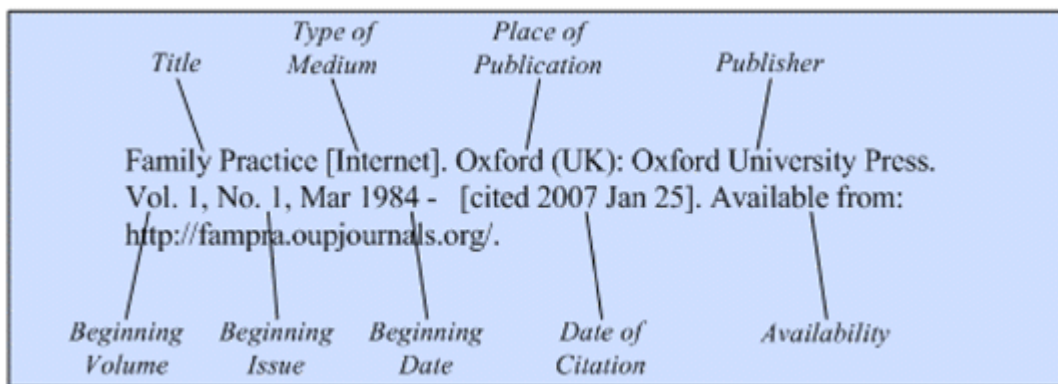 Type of Place of
Title Medium Publication Publisher
Family Practice [Internet]. Oxford (UK): Oxford University Press.
Vol. 1, No. 1, Mar 1984 - [cited 2007 Jan 25]. Available from:
http://fampra.oupjournals.org/.
Beginning Beginning Beginning Date of Availability
Volume Issue Date Citation